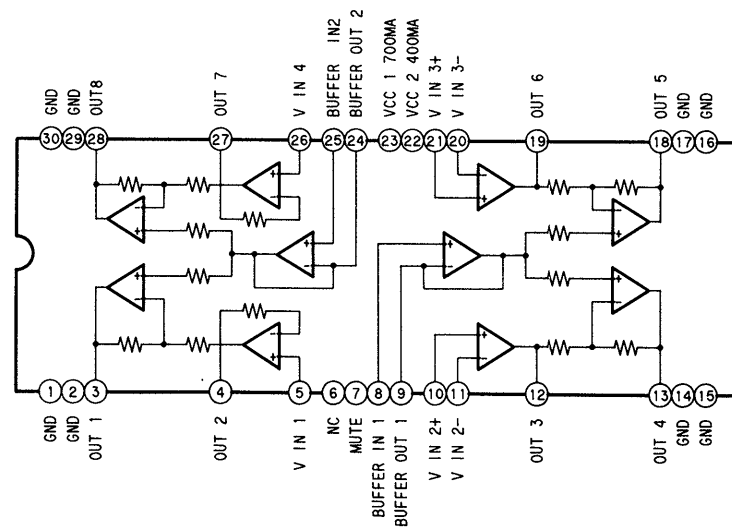 GND
GND
OUT8
OUT 7
V IN 4
BUFFER IN2
BUFFER OUT 2
VCC 1 700MA
VCC 2 400MA
V IN 3+
V IN 3-
OUT 6
OUT 5
GND
GND
30 29 28 27 26 25 24 23 22 21 20 19 18 17 16
+ - + - - + + - - + + - - +
+ - - + - + + - + -
1 2 3 4 5 6 7 8 9 10 11 12 13 14 15
GND
GND
OUT 1
OUT 2
V IN 1
NC
MUTE
BUFFER IN 1
BUFFER OUT 1
V IN 2+
V IN 2-
OUT 3
OUT 4
GND
GND